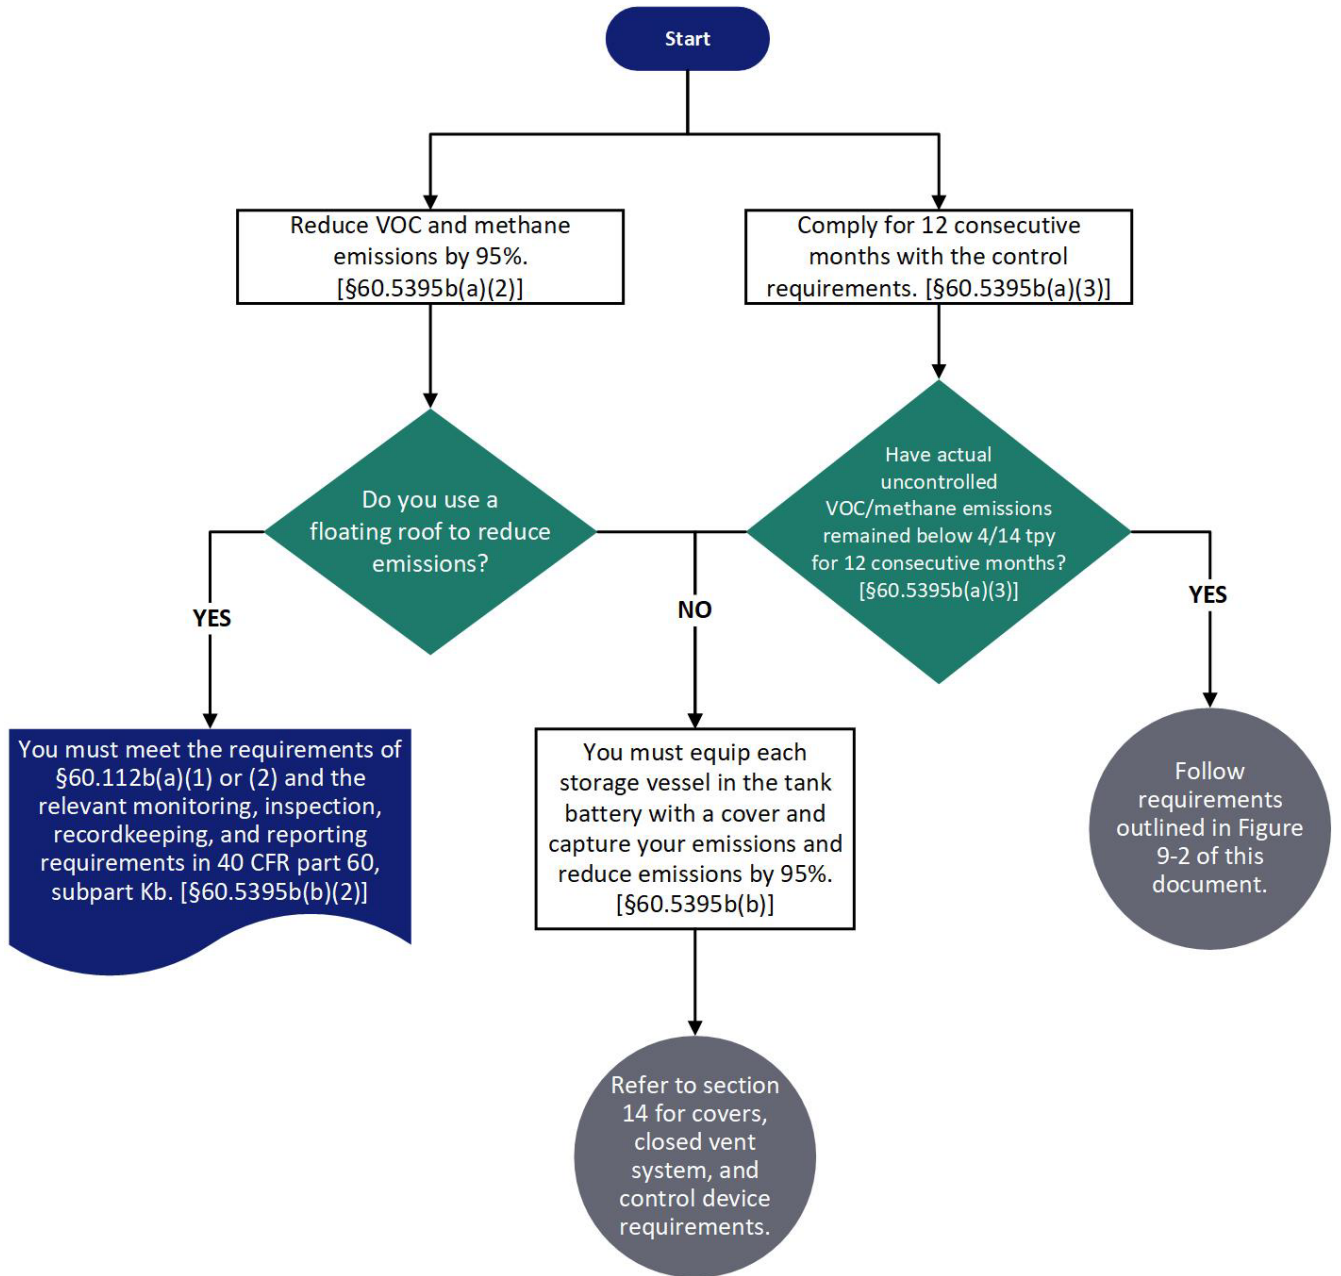 Start
Reduce VOC and methane
emissions by 95%.
[§60.5395b(a)(2)]
Comply for 12 consecutive
months with the control
requirements. [§60.5395b(a)(3)]
Do you use a
floating roof to reduce
emissions?
Have actual
uncontrolled
VOC/methane emissions
remained below 4/14 tpy
for 12 consecutive months?
[§60.5395b(a)(3)]
YES
NO
YES
You must meet the requirements of
§60.112b(a)(1) or (2) and the
relevant monitoring, inspection,
recordkeeping, and reporting
requirements in 40 CFR part 60,
subpart Kb. [§60.5395b(b)(2)]
You must equip each
storage vessel in the tank
battery with a cover and
capture your emissions and
reduce emissions by 95%.
[§60.5395b(b)]
Follow
requirements
outlined in Figure
9-2 of this
document.
Refer to section
14 for covers,
closed vent
system, and
control device
requirements.